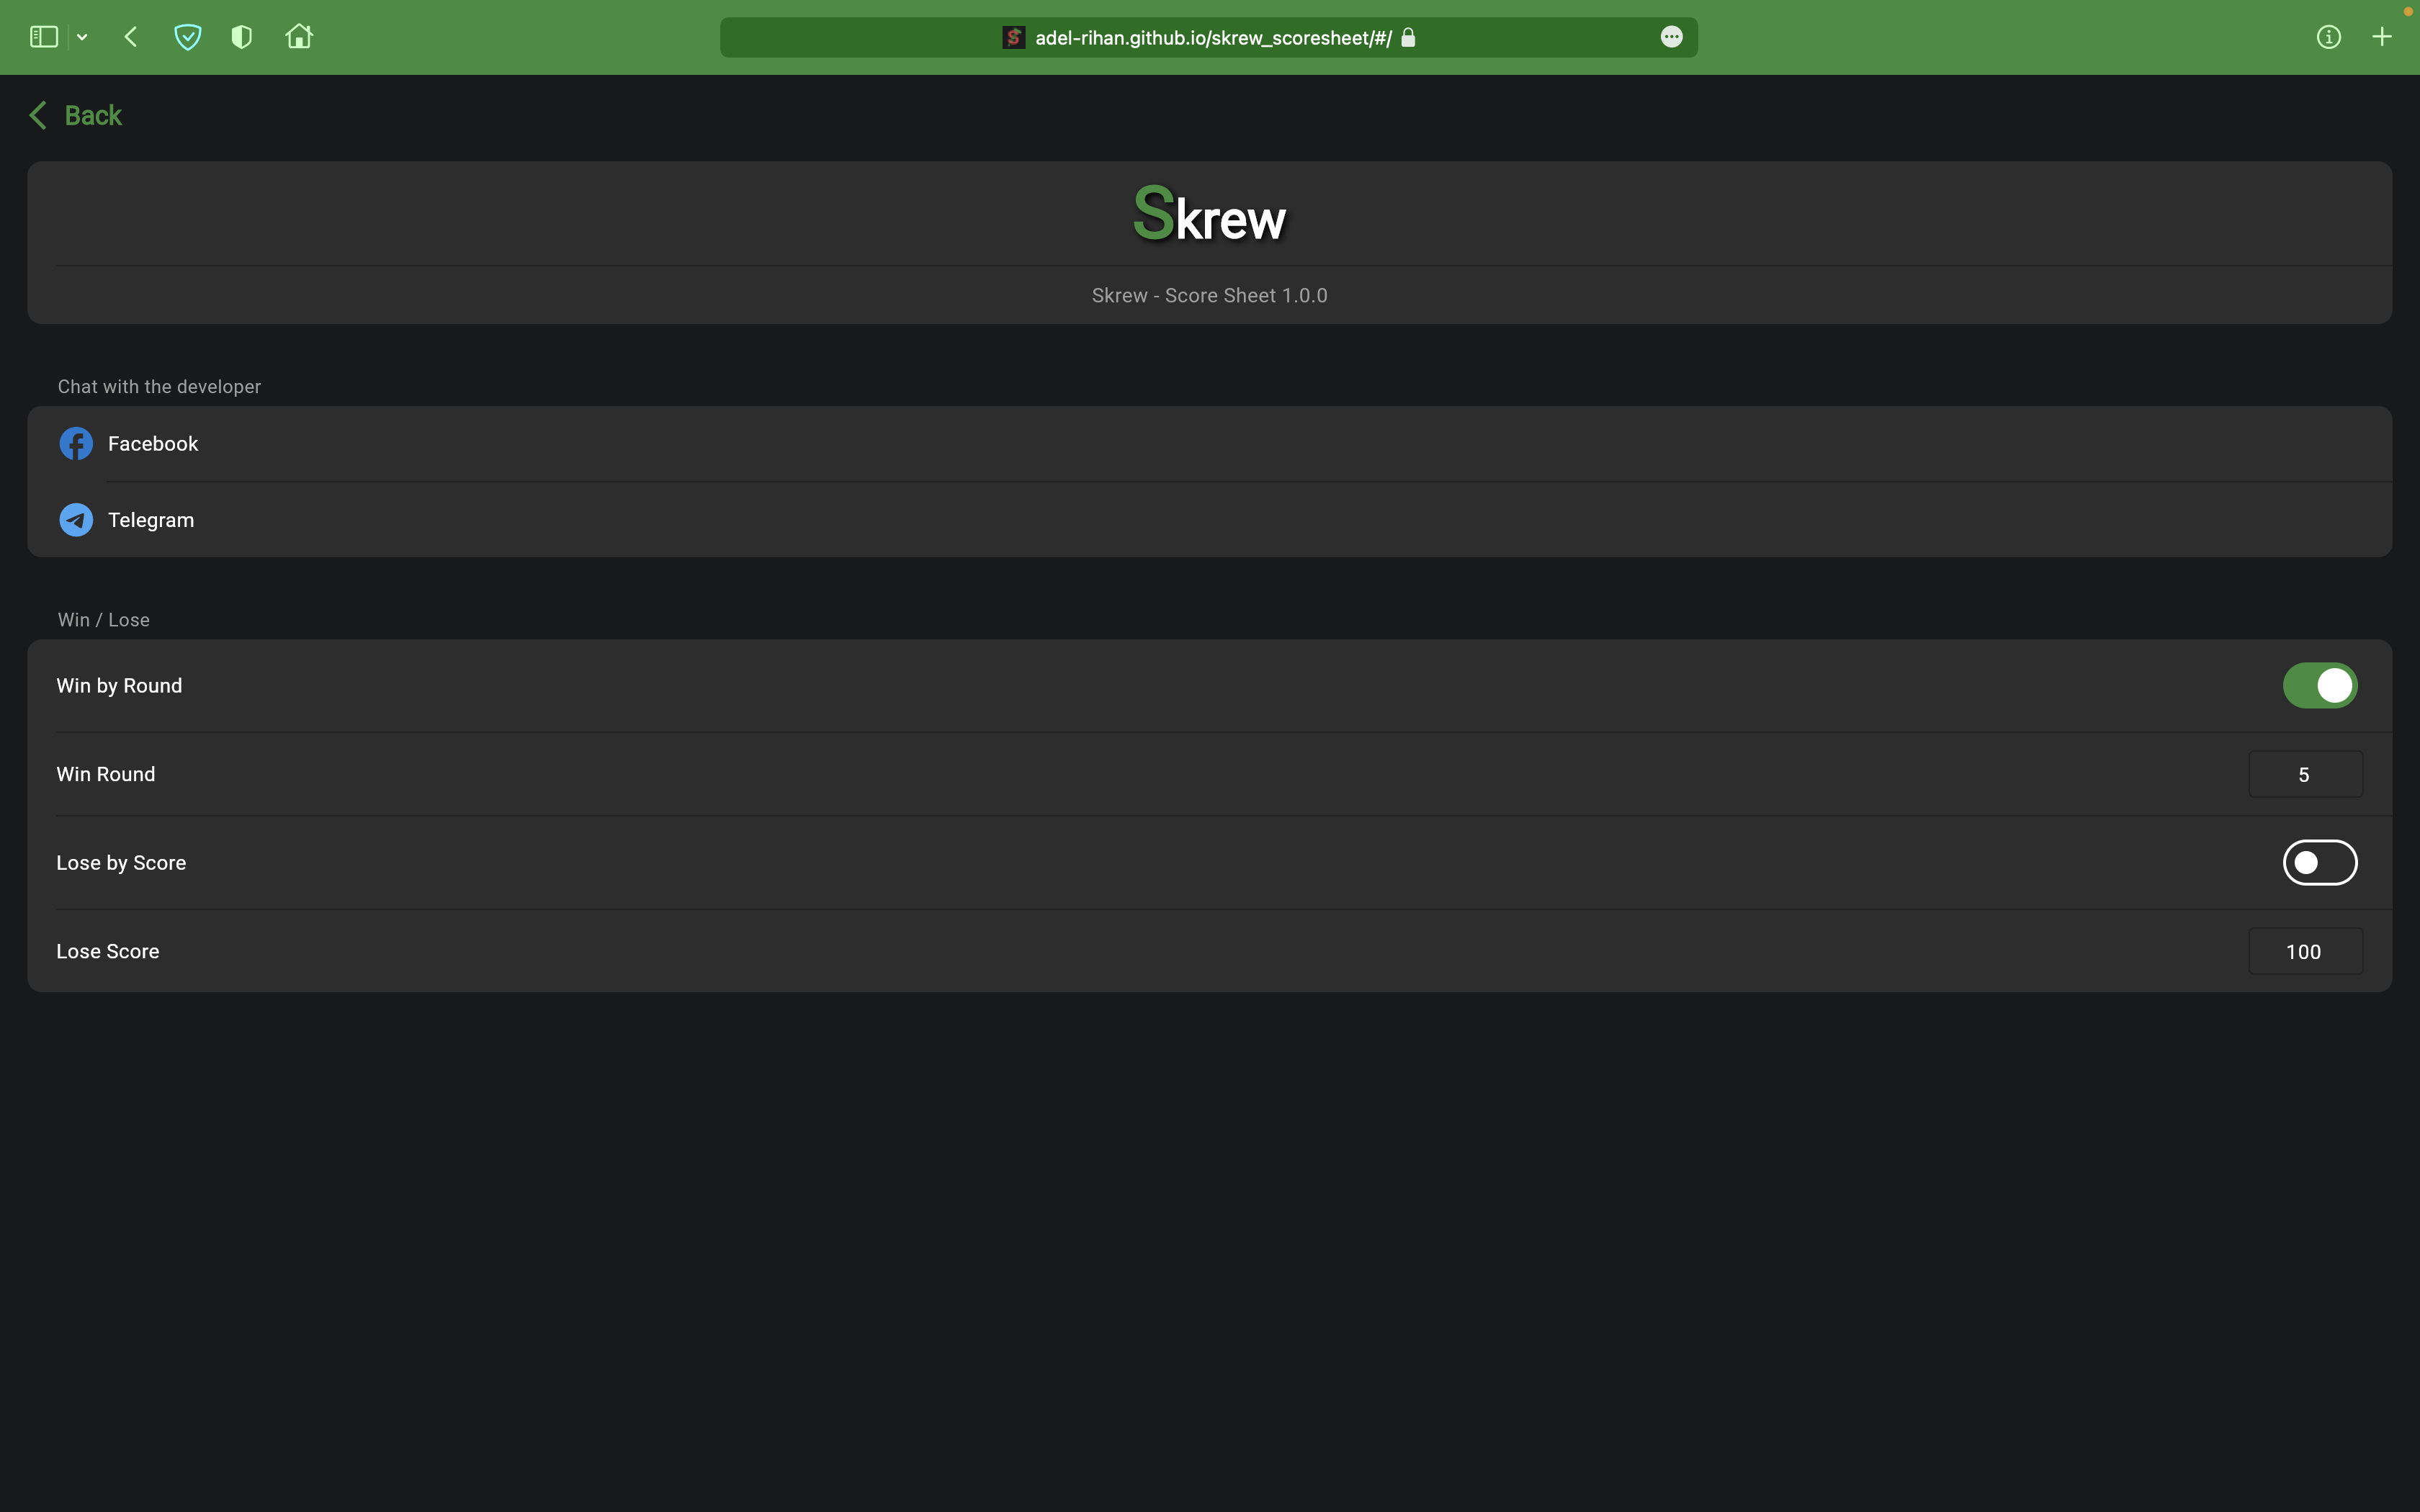 adel-rihan.github.io/skrew_scoresheet/#/
Back
Skrew
Skrew - Score Sheet 1.0.0
Chat with the developer
Facebook
Telegram
Win / Lose
Win by Round
Win Round
5
Lose by Score
Lose Score
100